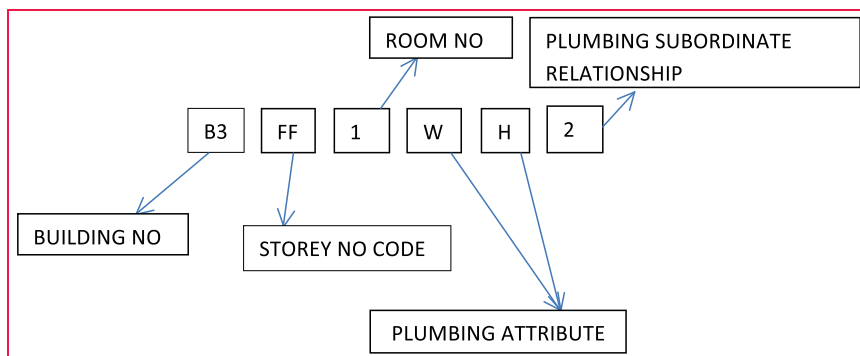 ROOM NO
PLUMBING SUBORDINATE
RELATIONSHIP
B3 FF 1 W H 2
BUILDING NO
STOREY NO CODE
PLUMBING ATTRIBUTE